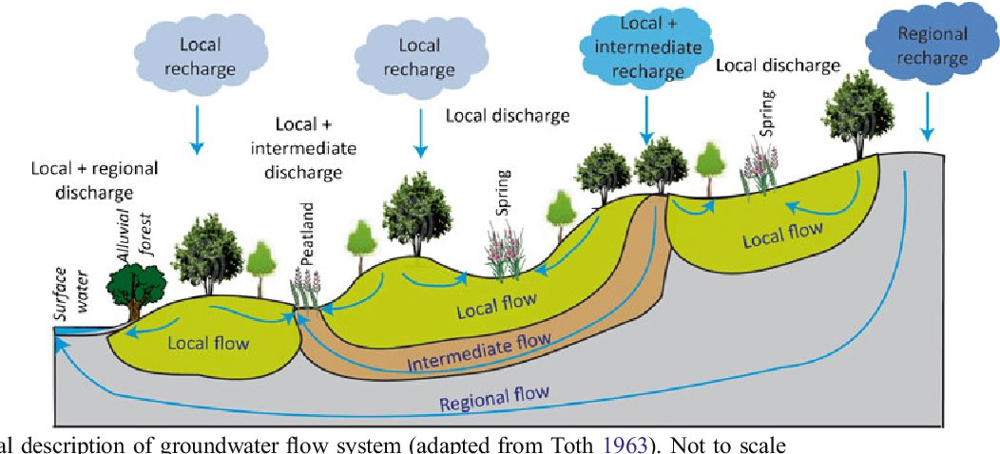 Local
recharge
Local
recharge
Local +
intermediate
recharge
Regional
recharge
Local discharge
Spring
Local discharge
Local +
intermediate
discharge
Local + regional
discharge
Spring
Alluvial
forest
Peatland
Surface
water
Local flow
Local flow
Local flow
Intermediate flow
Regional flow
al description of groundwater flow system (adapted from Toth 1963). Not to scale